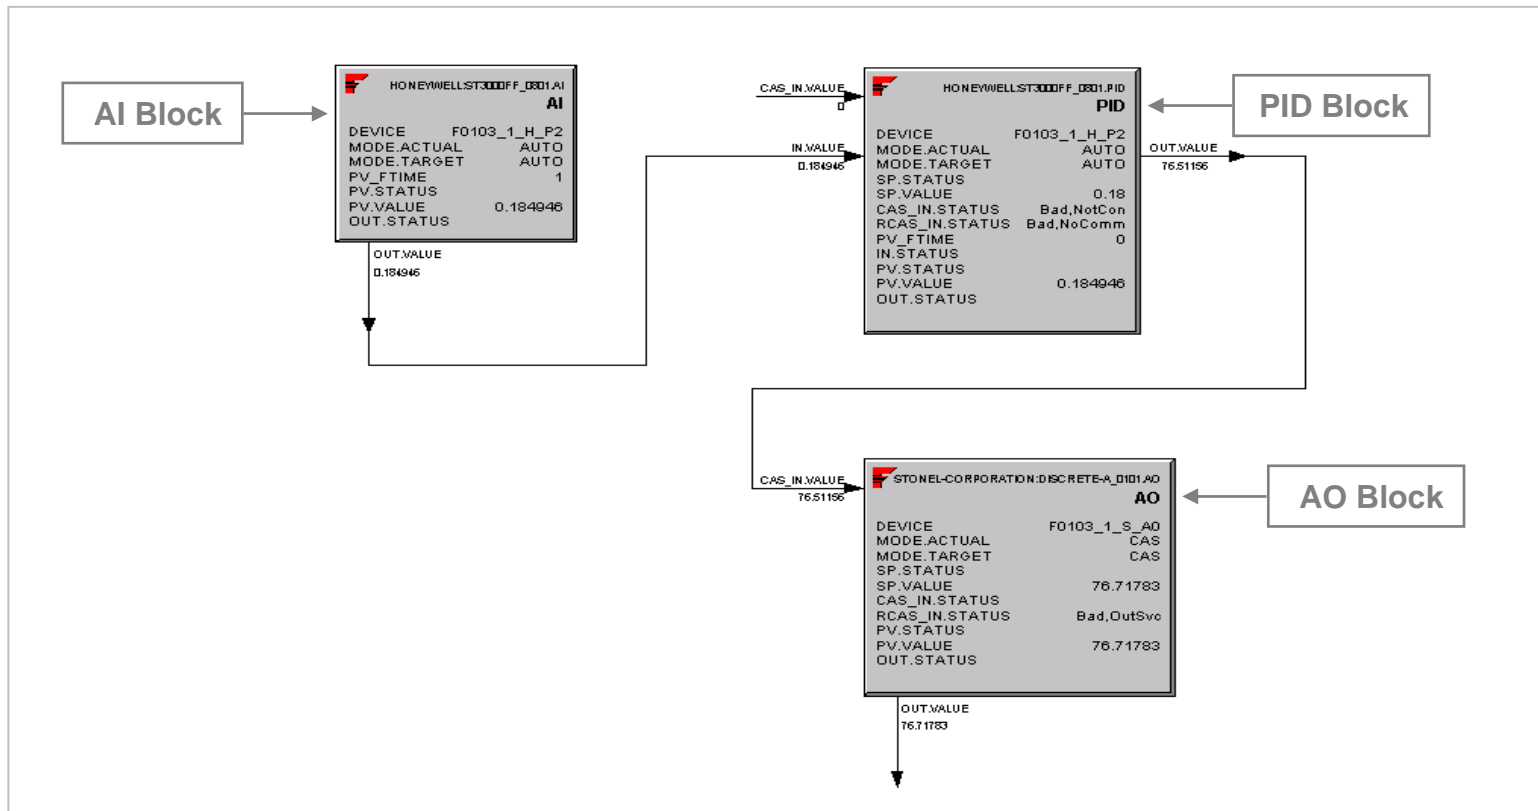 AI Block
HONEYWELL:ST3000FF_0801.AI
AI
DEVICE F0103_1_H_P2
MODE.ACTUAL AUTO
MODE.TARGET AUTO
PV_FTIME 1
PV.STATUS
PV.VALUE 0.184946
OUT.STATUS
OUT.VALUE
0.184946
CAS_IN.VALUE
0
IN.VALUE
0.184946
HONEYWELL:ST3000FF_0801.PID
PID
DEVICE F0103_1_H_P2
MODE.ACTUAL AUTO
MODE.TARGET AUTO
SP.STATUS
SP.VALUE 0.18
CAS_IN.STATUS Bad,NotCon
RCAS_IN.STATUS Bad,NoComm
PV_FTIME 0
IN.STATUS
PV.STATUS
PV.VALUE 0.184946
OUT.STATUS
OUT.VALUE
76.51156
PID Block
CAS_IN.VALUE
76.51156
STONEL-CORPORATION:DISCRETE-A_0101.AO
AO
DEVICE F0103_1_S_A0
MODE.ACTUAL CAS
MODE.TARGET CAS
SP.STATUS
SP.VALUE 76.71783
CAS_IN.STATUS
RCAS_IN.STATUS Bad,OutSvc
PV.STATUS
PV.VALUE 76.71783
OUT.STATUS
OUT.VALUE
76.71783
AO Block